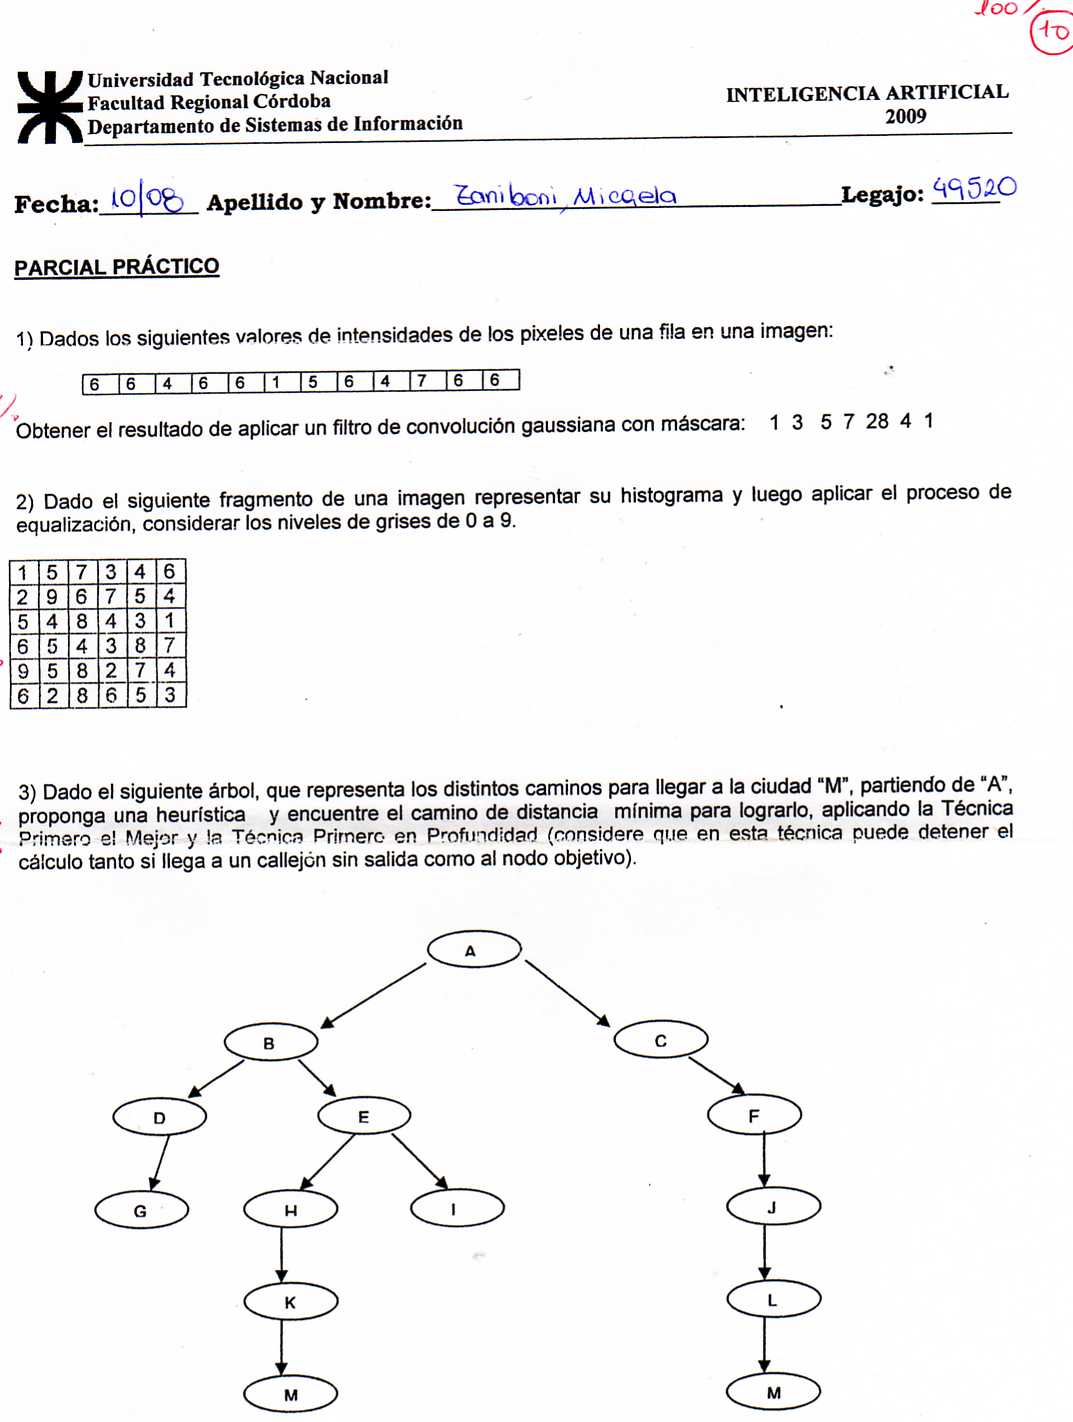 100%
10
Universidad Tecnológica Nacional
Facultad Regional Córdoba
Departamento de Sistemas de Información
INTELIGENCIA ARTIFICIAL
2009
Fecha: 10/08 Apellido y Nombre: Zaniboni, Micaela Legajo: 49520
PARCIAL PRÁCTICO
1) Dados los siguientes valores de intensidades de los pixeles de una fila en una imagen:
6 6 4 6 6 1 5 6 4 7 6 6
Obtener el resultado de aplicar un filtro de convolución gaussiana con máscara: 1 3 5 7 28 4 1
2) Dado el siguiente fragmento de una imagen representar su histograma y luego aplicar el proceso de
equalización, considerar los niveles de grises de 0 a 9.
1 5 7 3 4 6
2 9 6 7 5 4
5 4 8 4 3 1
6 5 4 3 8 7
9 5 8 2 7 4
6 2 8 6 5 3
3) Dado el siguiente árbol, que representa los distintos caminos para llegar a la ciudad “M”, partiendo de “A”,
proponga una heurística y encuentre el camino de distancia mínima para lograrlo, aplicando la Técnica
Primero el Mejor y la Técnica Primero en Profundidad (considere que en esta técnica puede detener el
cálculo tanto si llega a un callejón sin salida como al nodo objetivo).
A
B C
D E F
G H I J
K L
M M